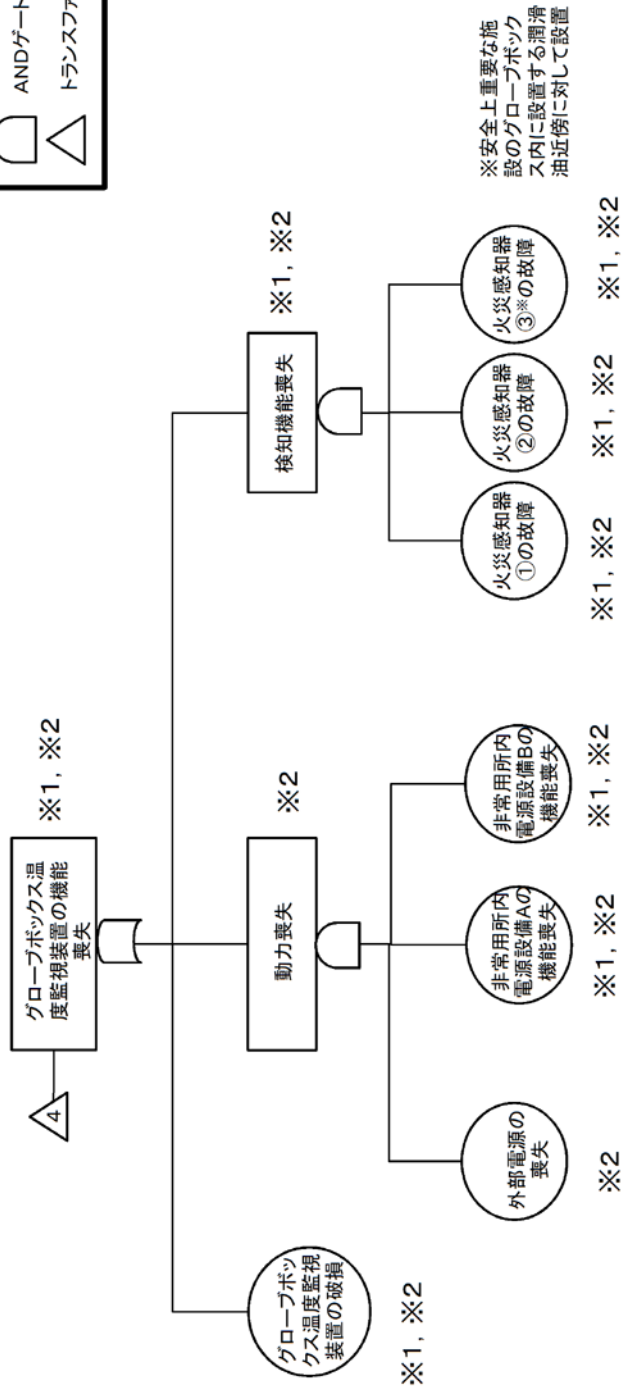 ANDゲート
トランスファ
グローブボックス温
度監視装置の機能
喪失
※1, ※2
4
グローブボッ
クス温度監視
装置の破損
※1, ※2
動力喪失
※2
検知機能喪失
※1, ※2
外部電源の
喪失
※2
非常用所内
電源設備Aの
機能喪失
※1, ※2
非常用所内
電源設備Bの
機能喪失
※1, ※2
火災感知器
①の故障
※1, ※2
火災感知器
②の故障
※1, ※2
火災感知器
③※の故障
※1, ※2
※安全上重要な施
設のグローブボック
ス内に設置する潤滑
油近傍に対して設置